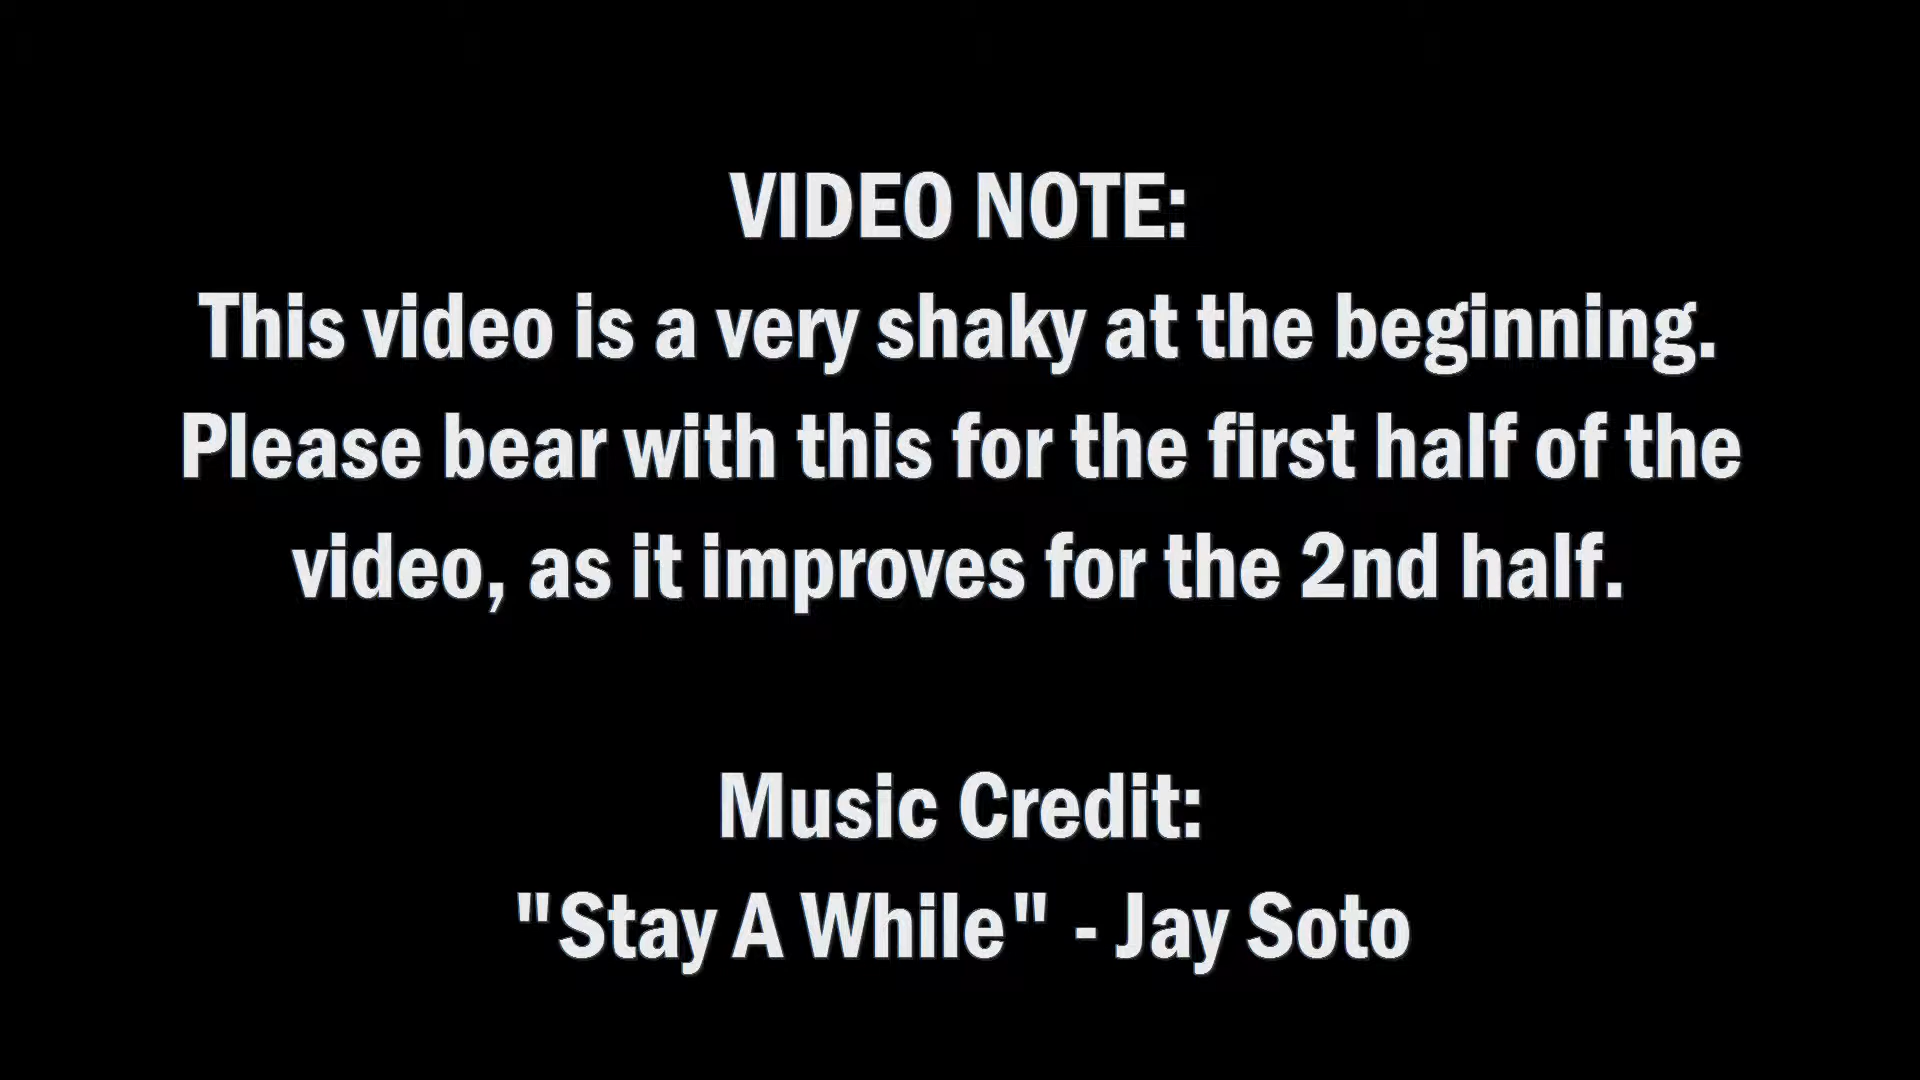 VIDEO NOTE:
This video is a very shaky at the beginning.
Please bear with this for the first half of the
video, as it improves for the 2nd half.
Music Credit:
"Stay A While" - Jay Soto